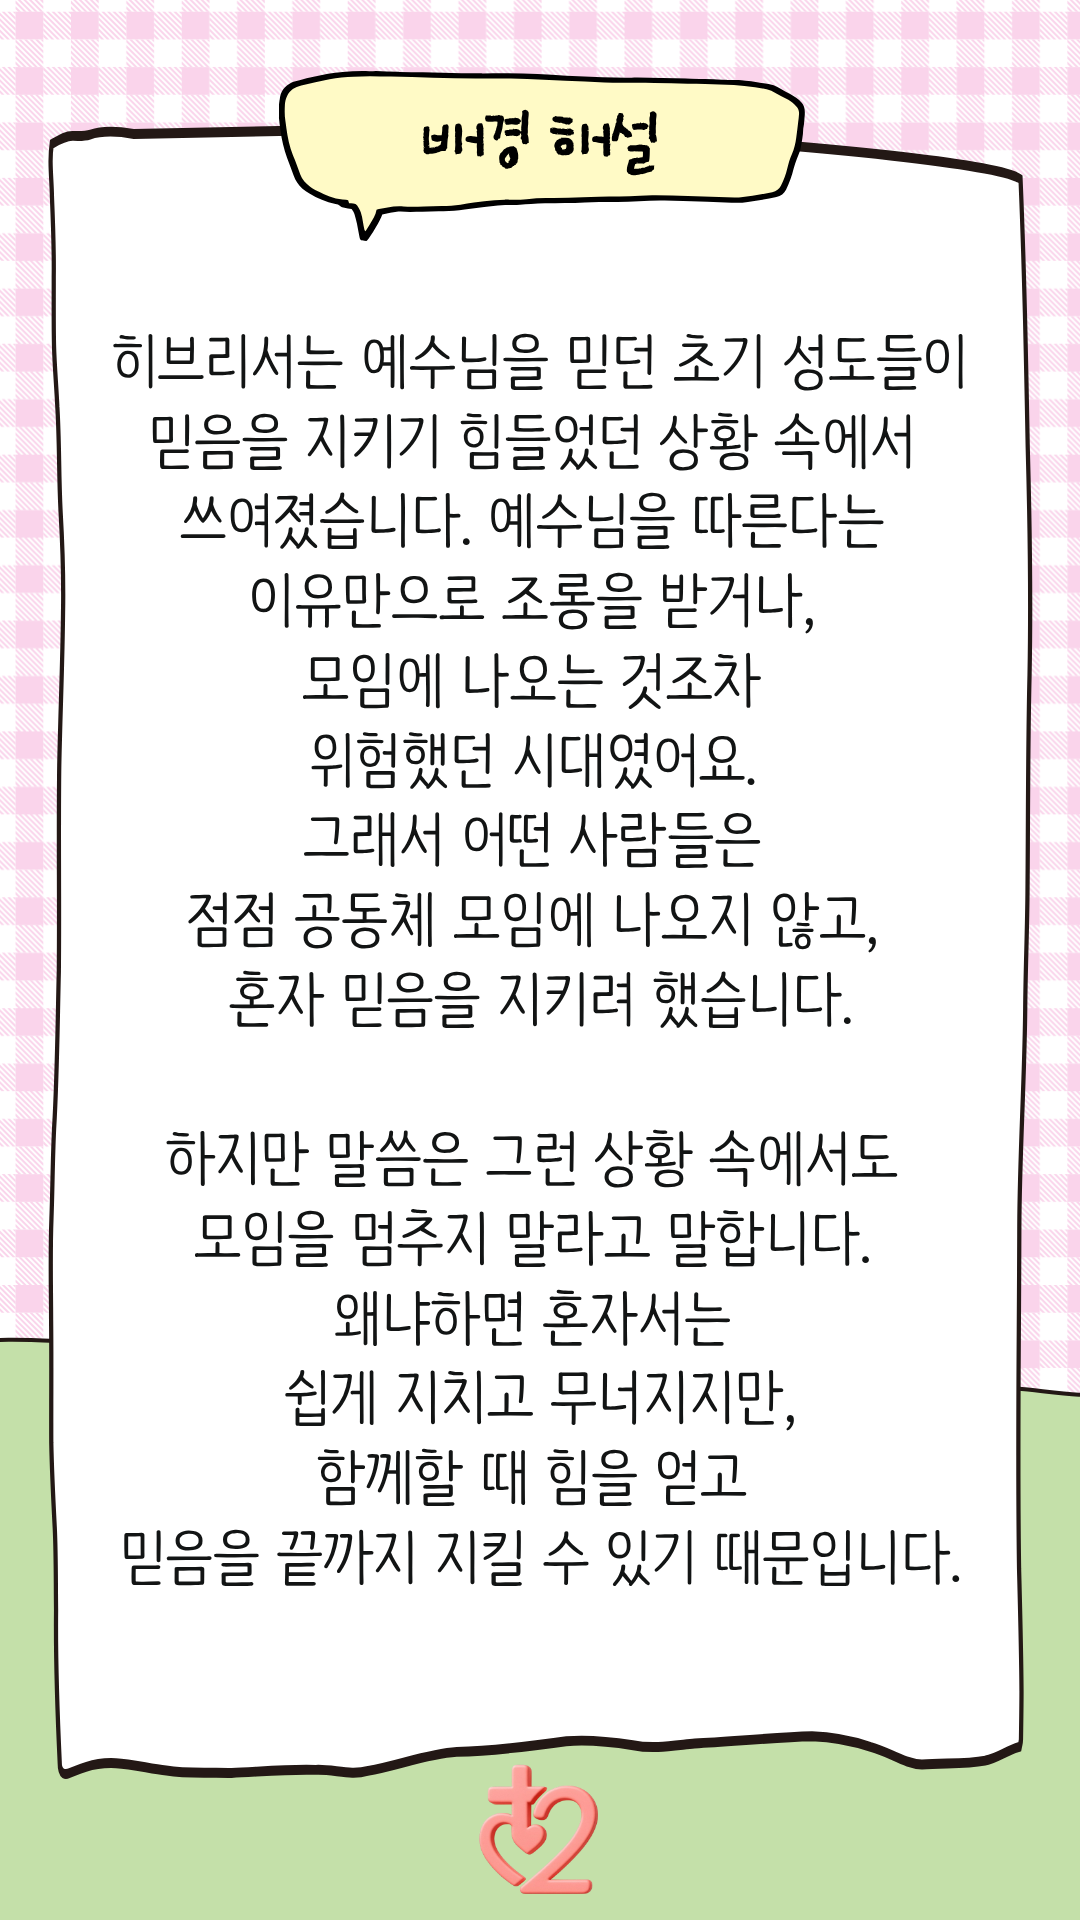 배경 해설
히브리서는 예수님을 믿던 초기 성도들이
믿음을 지키기 힘들었던 상황 속에서
쓰여졌습니다. 예수님을 따른다는
이유만으로 조롱을 받거나,
모임에 나오는 것조차
위험했던 시대였어요.
그래서 어떤 사람들은
점점 공동체 모임에 나오지 않고,
혼자 믿음을 지키려 했습니다.
하지만 말씀은 그런 상황 속에서도
모임을 멈추지 말라고 말합니다.
왜냐하면 혼자서는
쉽게 지치고 무너지지만,
함께할 때 힘을 얻고
믿음을 끝까지 지킬 수 있기 때문입니다.